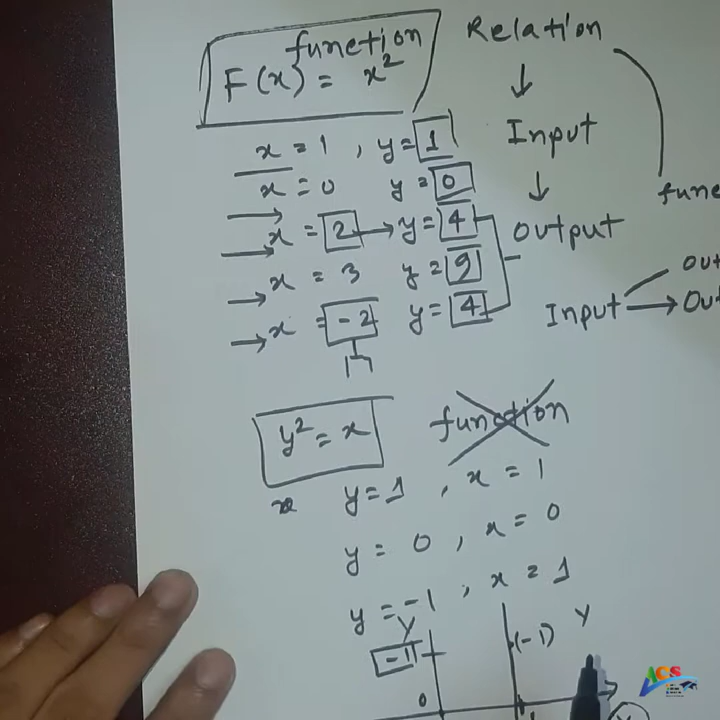 function
F(x) = x²
Relation
↓
Input
↓
Output
x = 1, y = 1
x = 0 y = 0
→ x = 2 → y = 4
→ x = 3 y = 9
→ x = -2 y = 4
Input →
y² = x
function
y = 1, x = 1
y = 0, x = 0
y = -1, x = 1
y
-1
(-1)
y
0
ACS